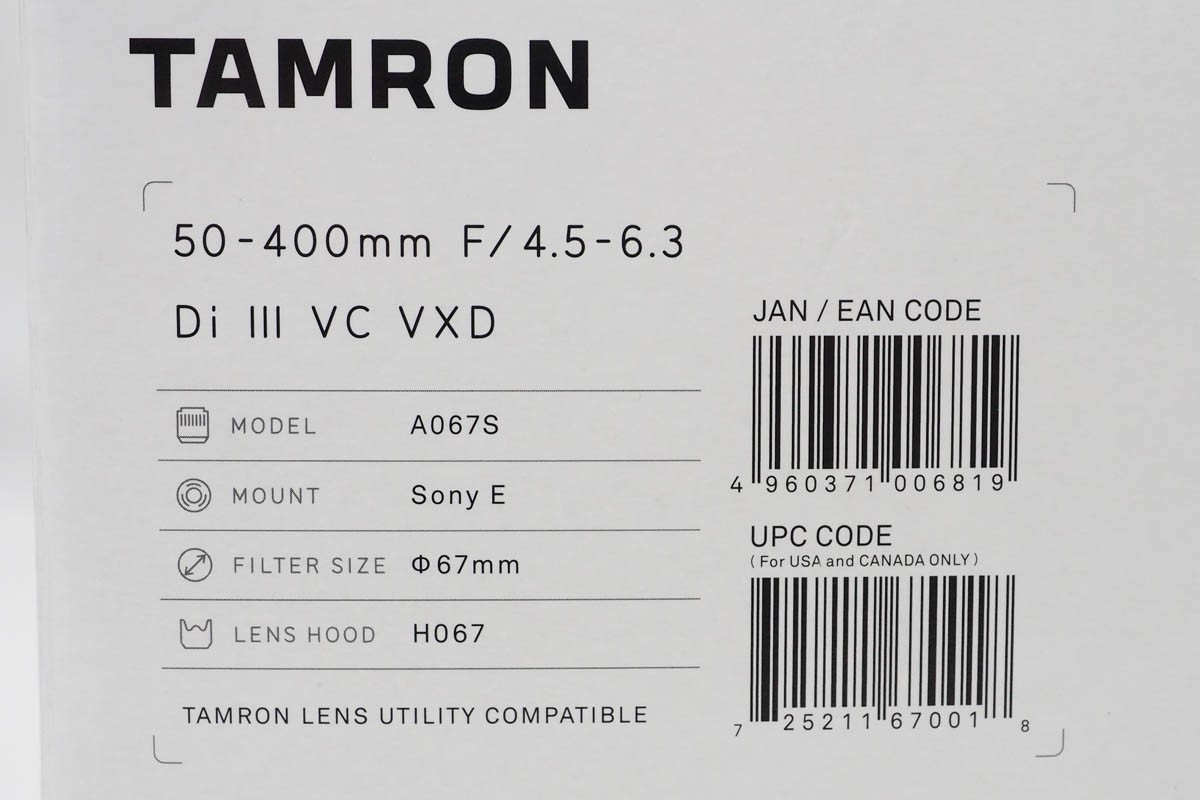 TAMRON
50-400mm F/4.5-6.3
Di III VC VXD
MODEL A067S
MOUNT Sony E
FILTER SIZE Φ67mm
LENS HOOD H067
TAMRON LENS UTILITY COMPATIBLE
JAN / EAN CODE
4 960371 006819
UPC CODE
(For USA and CANADA ONLY)
7 25211 67001 8